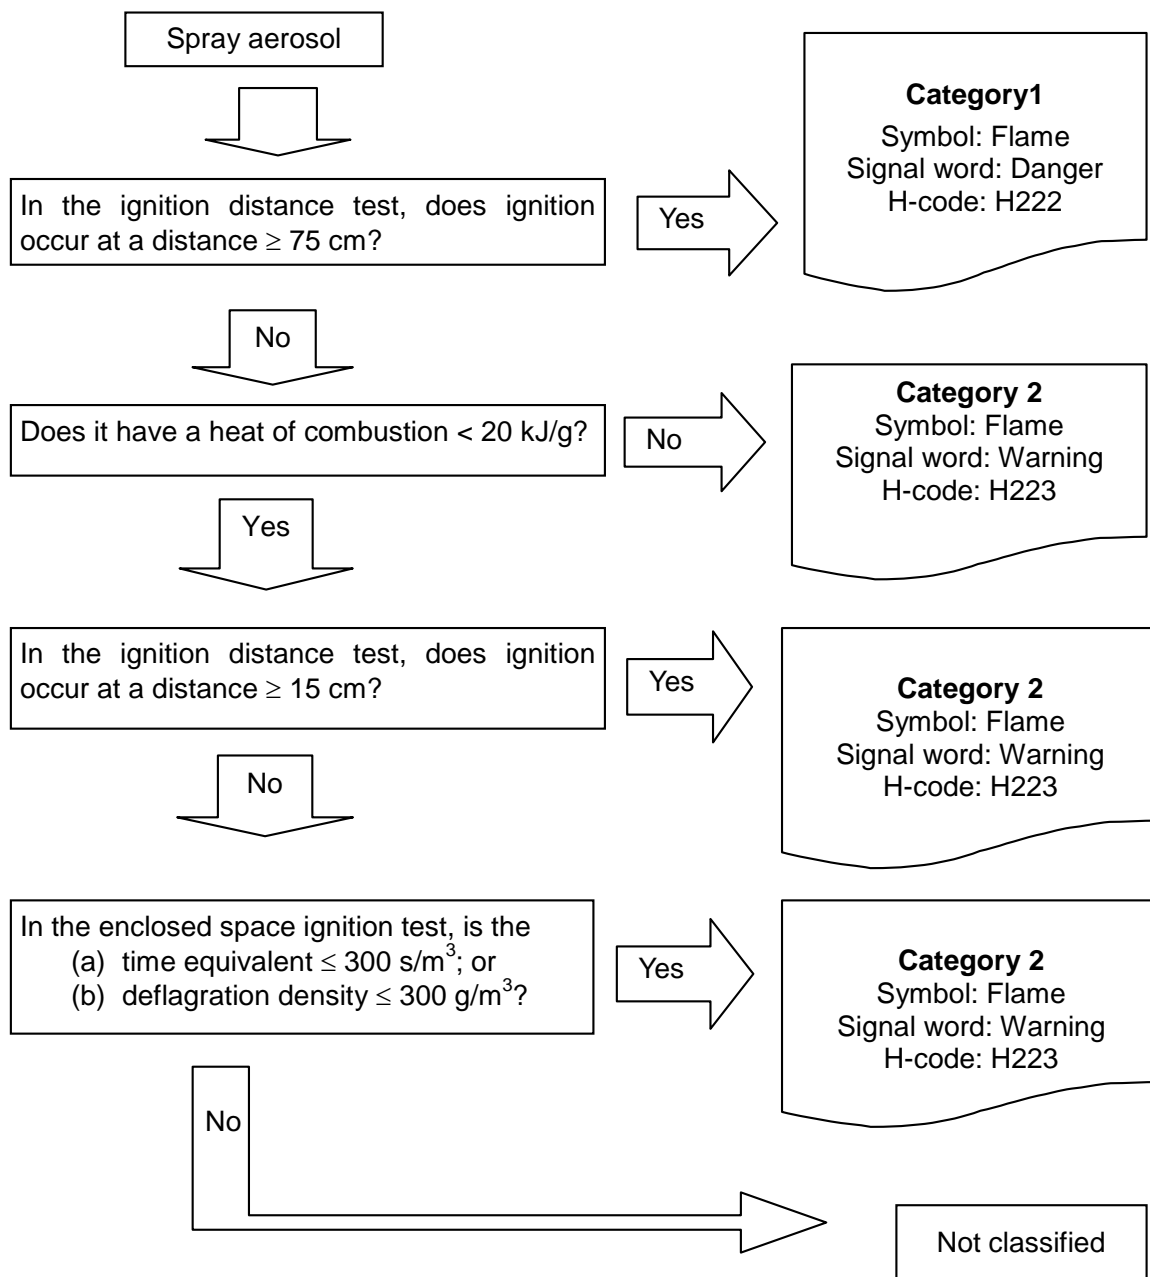 Spray aerosol
Category1
Symbol: Flame
Signal word: Danger
H-code: H222
In the ignition distance test, does ignition
occur at a distance ≥ 75 cm?
Yes
No
Category 2
Symbol: Flame
Signal word: Warning
H-code: H223
Does it have a heat of combustion < 20 kJ/g?
No
Yes
In the ignition distance test, does ignition
occur at a distance ≥ 15 cm?
Yes
Category 2
Symbol: Flame
Signal word: Warning
H-code: H223
No
In the enclosed space ignition test, is the
(a) time equivalent ≤ 300 s/m³; or
(b) deflagration density ≤ 300 g/m³?
Yes
Category 2
Symbol: Flame
Signal word: Warning
H-code: H223
No
Not classified